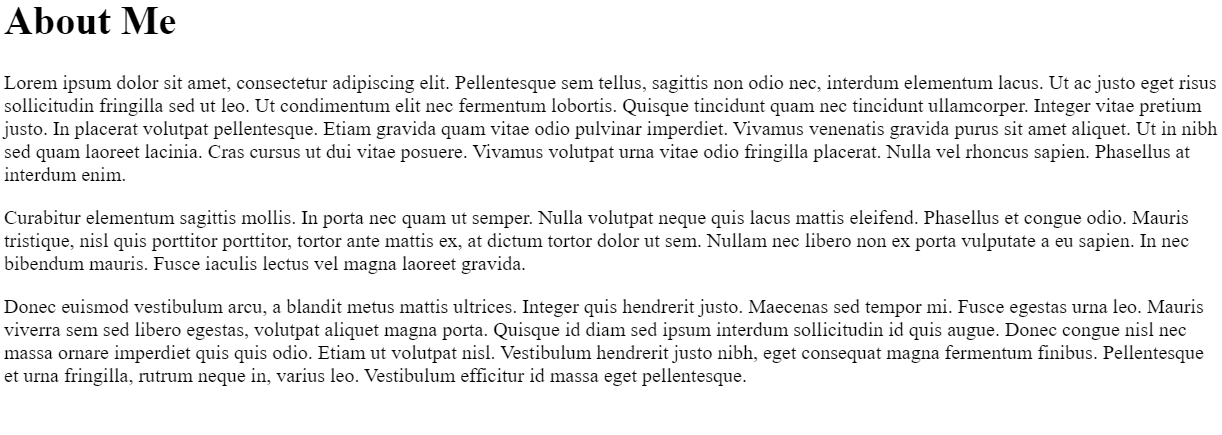 About Me
Lorem ipsum dolor sit amet, consectetur adipiscing elit. Pellentesque sem tellus, sagittis non odio nec, interdum elementum lacus. Ut ac justo eget risus
sollicitudin fringilla sed ut leo. Ut condimentum elit nec fermentum lobortis. Quisque tincidunt quam nec tincidunt ullamcorper. Integer vitae pretium
justo. In placerat volutpat pellentesque. Etiam gravida quam vitae odio pulvinar imperdiet. Vivamus venenatis gravida purus sit amet aliquet. Ut in nibh
sed quam laoreet lacinia. Cras cursus ut dui vitae posuere. Vivamus volutpat urna vitae odio fringilla placerat. Nulla vel rhoncus sapien. Phasellus at
interdum enim.
Curabitur elementum sagittis mollis. In porta nec quam ut semper. Nulla volutpat neque quis lacus mattis eleifend. Phasellus et congue odio. Mauris
tristique, nisl quis porttitor porttitor, tortor ante mattis ex, at dictum tortor dolor ut sem. Nullam nec libero non ex porta vulputate a eu sapien. In nec
bibendum mauris. Fusce iaculis lectus vel magna laoreet gravida.
Donec euismod vestibulum arcu, a blandit metus mattis ultrices. Integer quis hendrerit justo. Maecenas sed tempor mi. Fusce egestas urna leo. Mauris
viverra sem sed libero egestas, volutpat aliquet magna porta. Quisque id diam sed ipsum interdum sollicitudin id quis augue. Donec congue nisl nec
massa ornare imperdiet quis quis odio. Etiam ut volutpat nisl. Vestibulum hendrerit justo nibh, eget consequat magna fermentum finibus. Pellentesque
et urna fringilla, rutrum neque in, varius leo. Vestibulum efficitur id massa eget pellentesque.